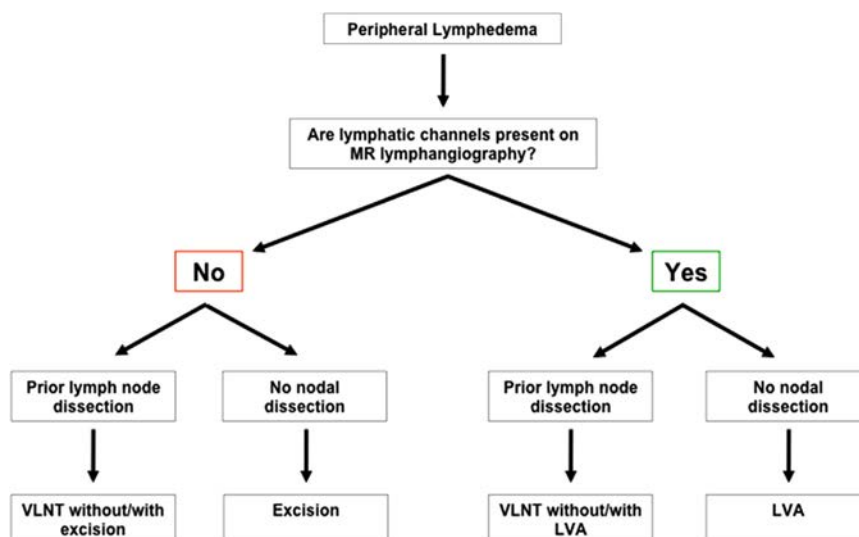 Peripheral Lymphedema
Are lymphatic channels present on
MR lymphangiography?
No
Yes
Prior lymph node
dissection
No nodal
dissection
Prior lymph node
dissection
No nodal
dissection
VLNT without/with
excision
Excision
VLNT without/with
LVA
LVA